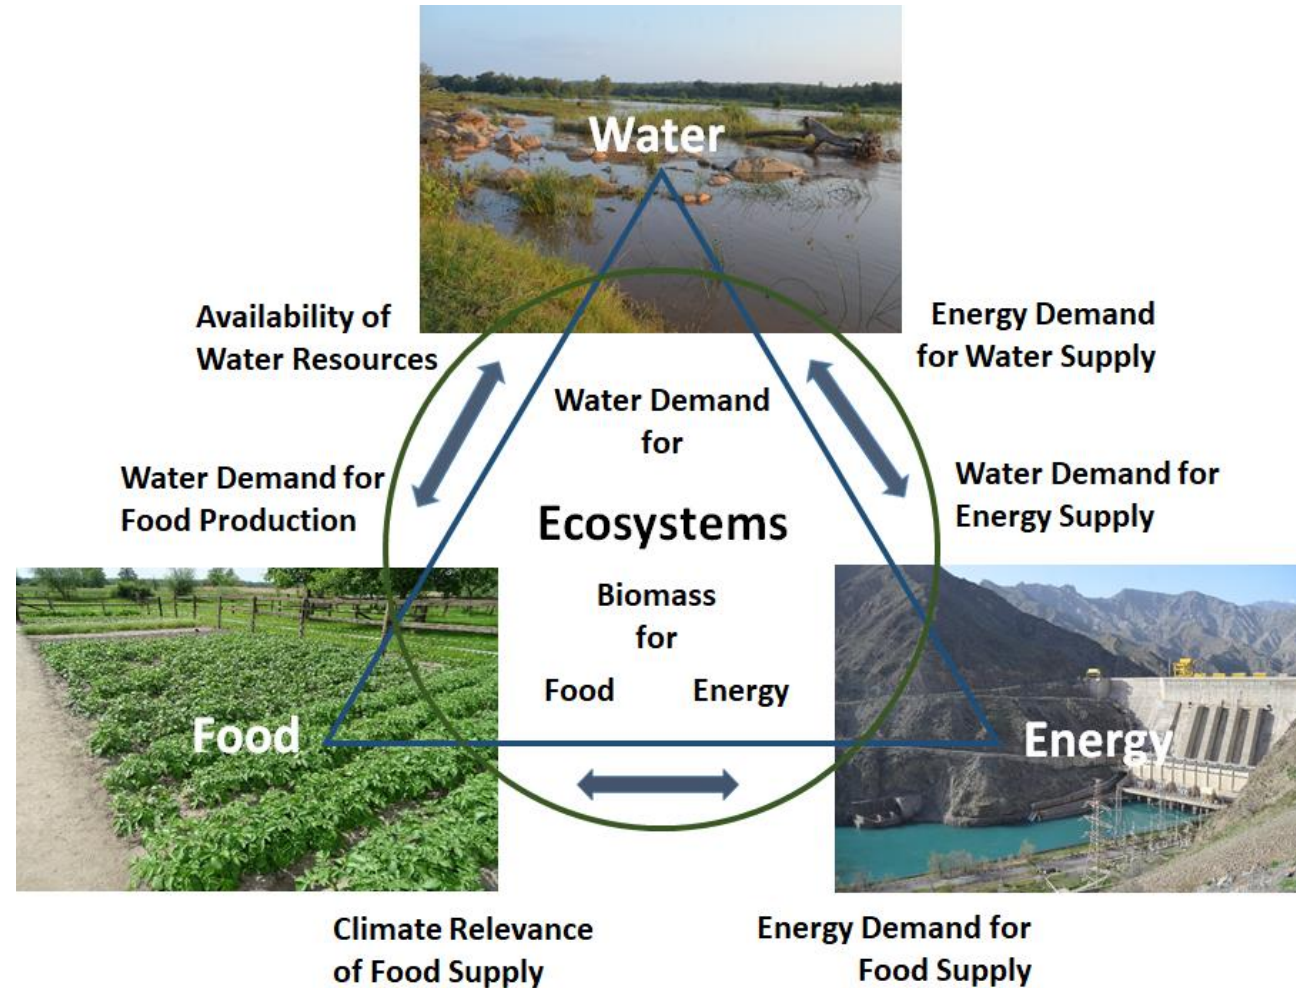 Water
Availability of
Water Resources
Energy Demand
for Water Supply
Water Demand
for
Water Demand for
Food Production
Water Demand for
Energy Supply
Ecosystems
Biomass
for
Food Energy
Food
Energy
Climate Relevance
of Food Supply
Energy Demand for
Food Supply